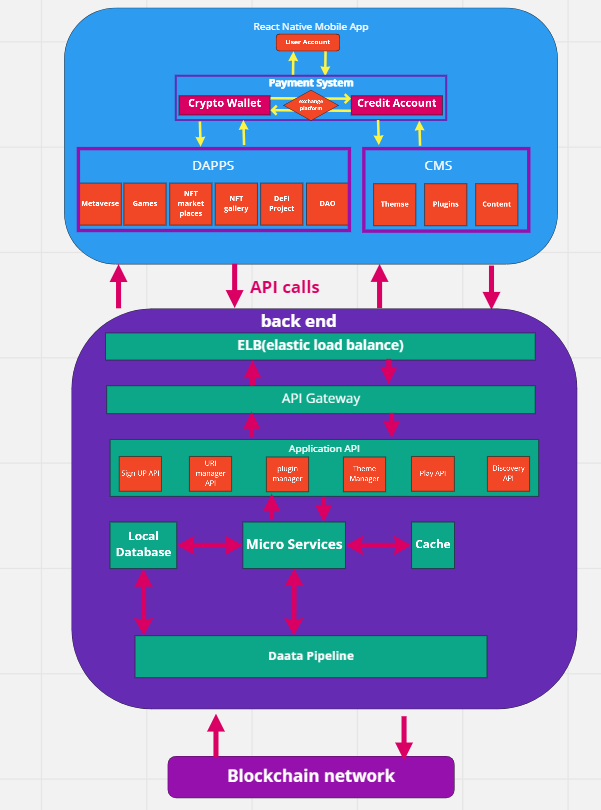 React Native Mobile App
User Account
Payment System
Crypto Wallet
exchange
platform
Credit Account
DAPPS
Metaverse
Games
NFT
market
places
NFT
gallery
DeFi
Project
DAO
CMS
Themse
Plugins
Content
API calls
back end
ELB(elastic load balance)
API Gateway
Application API
Sign UP API
URI
manager
API
plugin
manager
Theme
Manager
Play API
Discovery
API
Local
Database
Micro Services
Cache
Daata Pipeline
Blockchain network